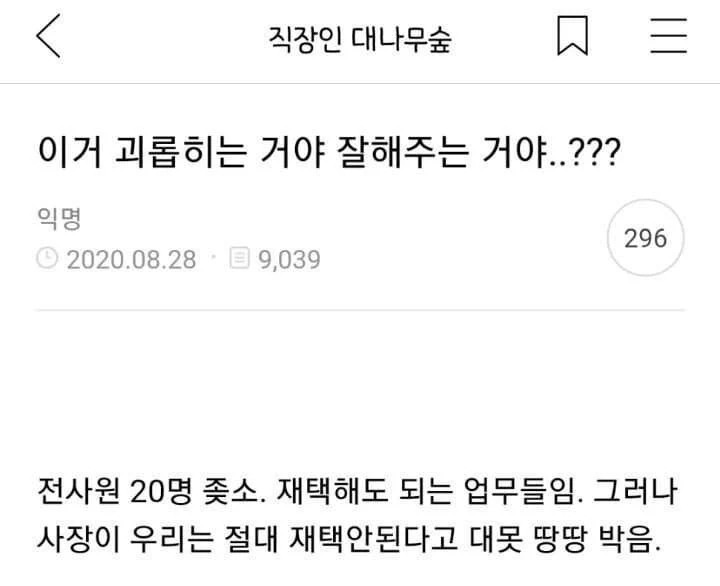 직장인 대나무숲
이거 괴롭히는 거야 잘해주는 거야..???
익명
2020.08.28 · 9,039
296
전사원 20명 좆소. 재택해도 되는 업무들임. 그러나
사장이 우리는 절대 재택안된다고 대못 땅땅 박음.